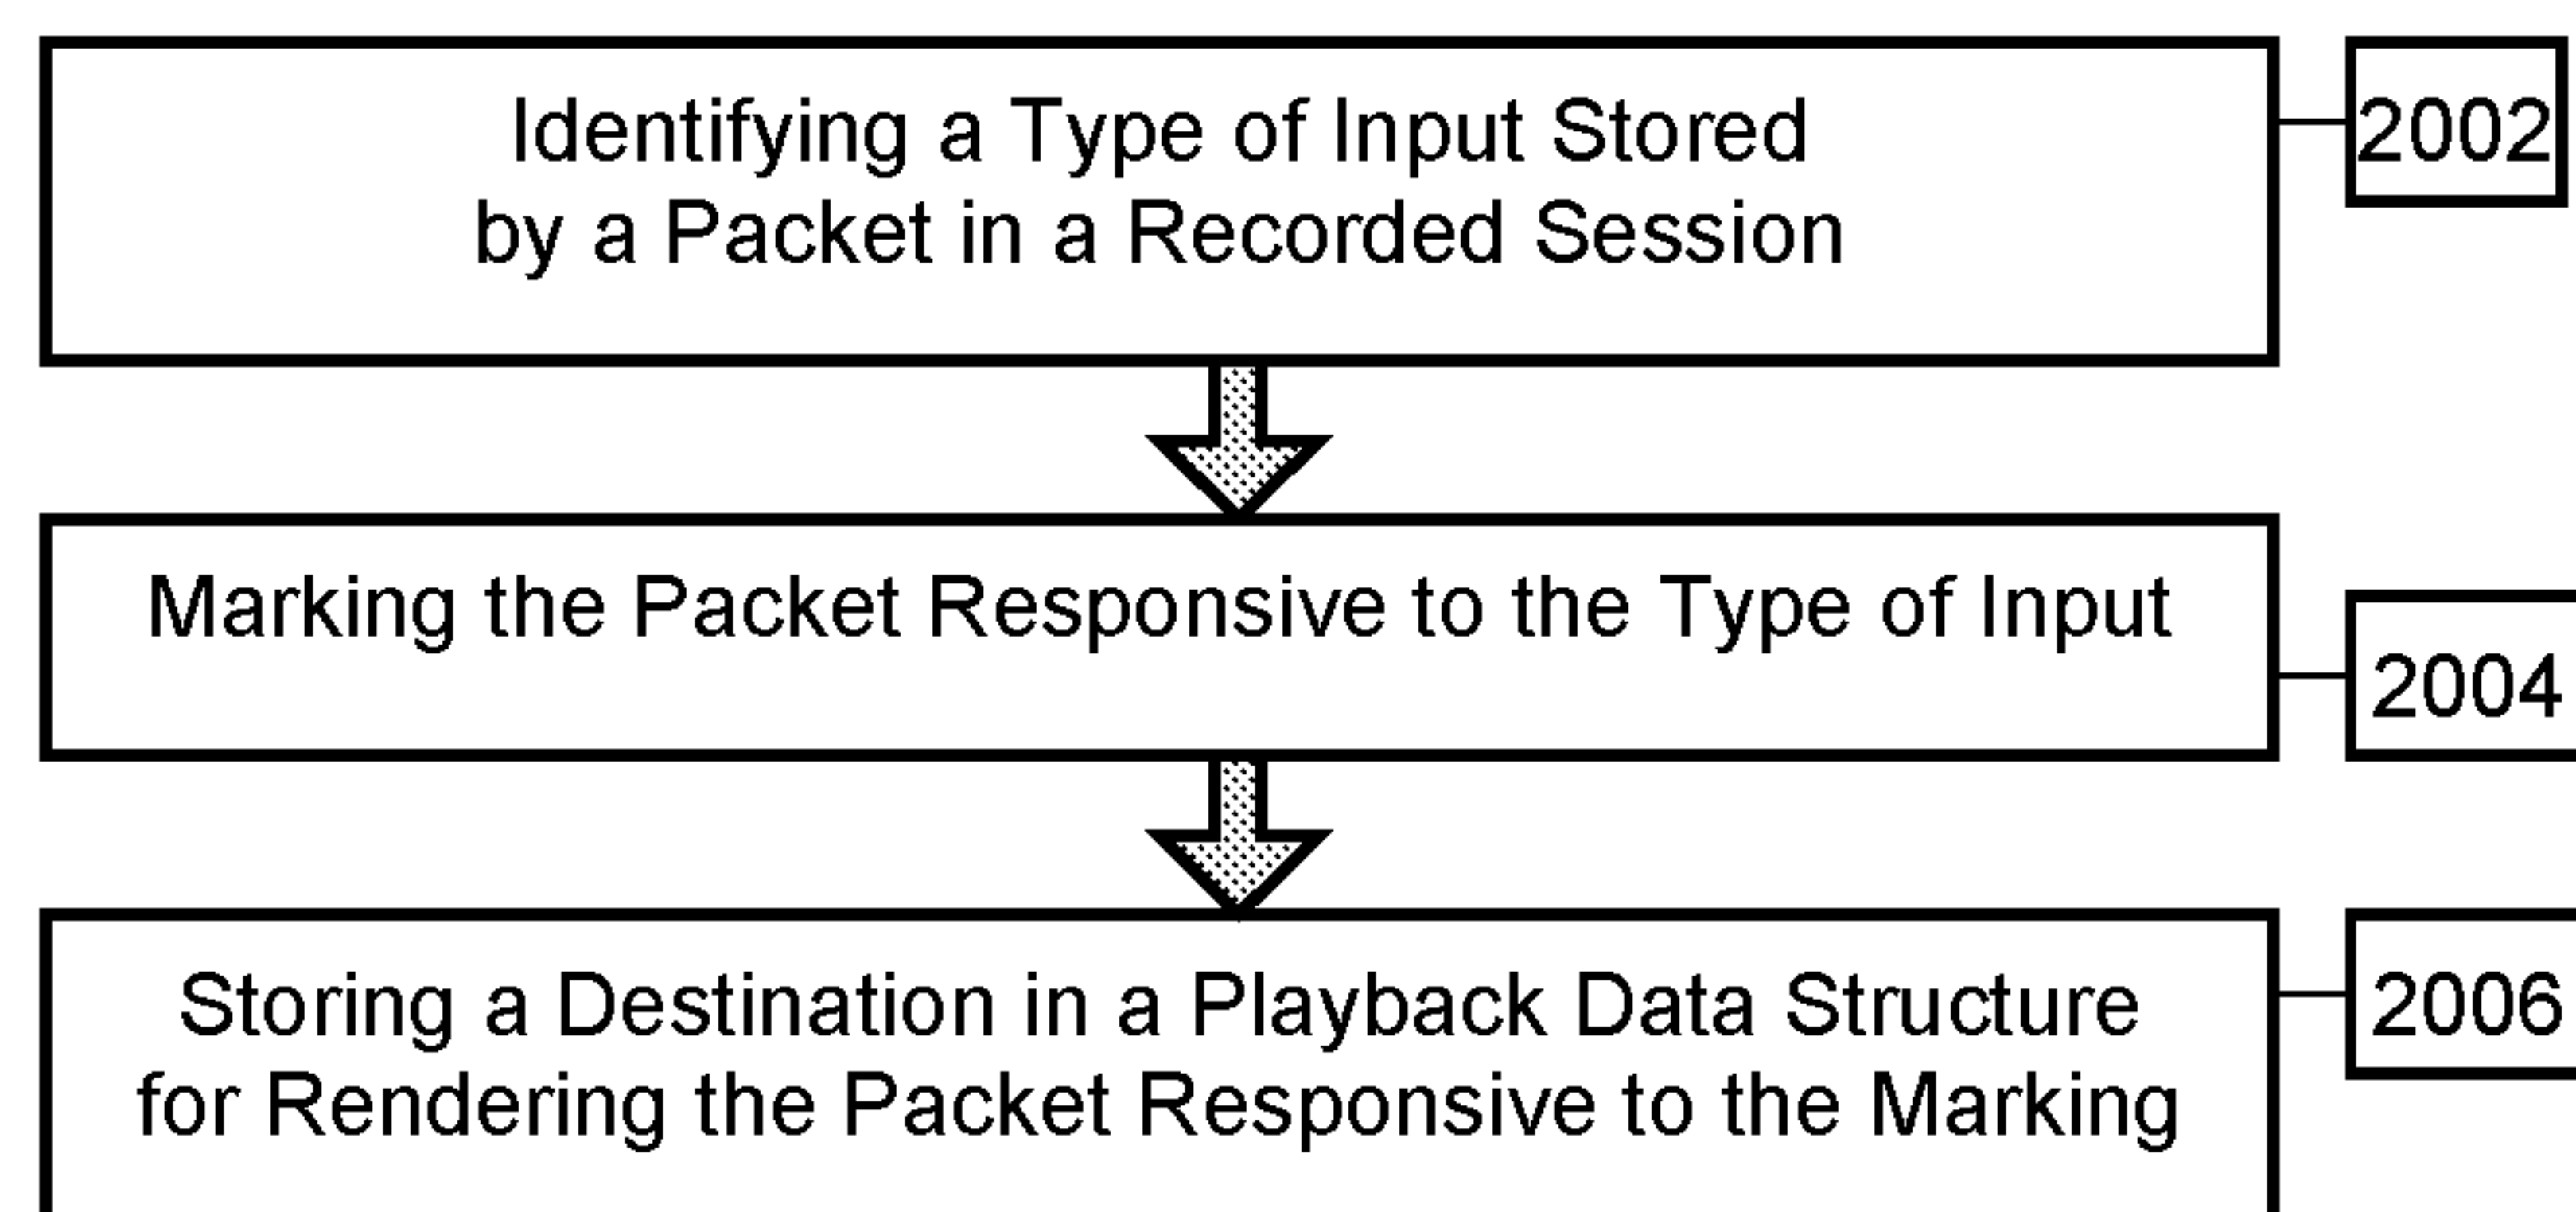 Identifying a Type of Input Stored
by a Packet in a Recorded Session
2002
Marking the Packet Responsive to the Type of Input
2004
Storing a Destination in a Playback Data Structure
for Rendering the Packet Responsive to the Marking
2006